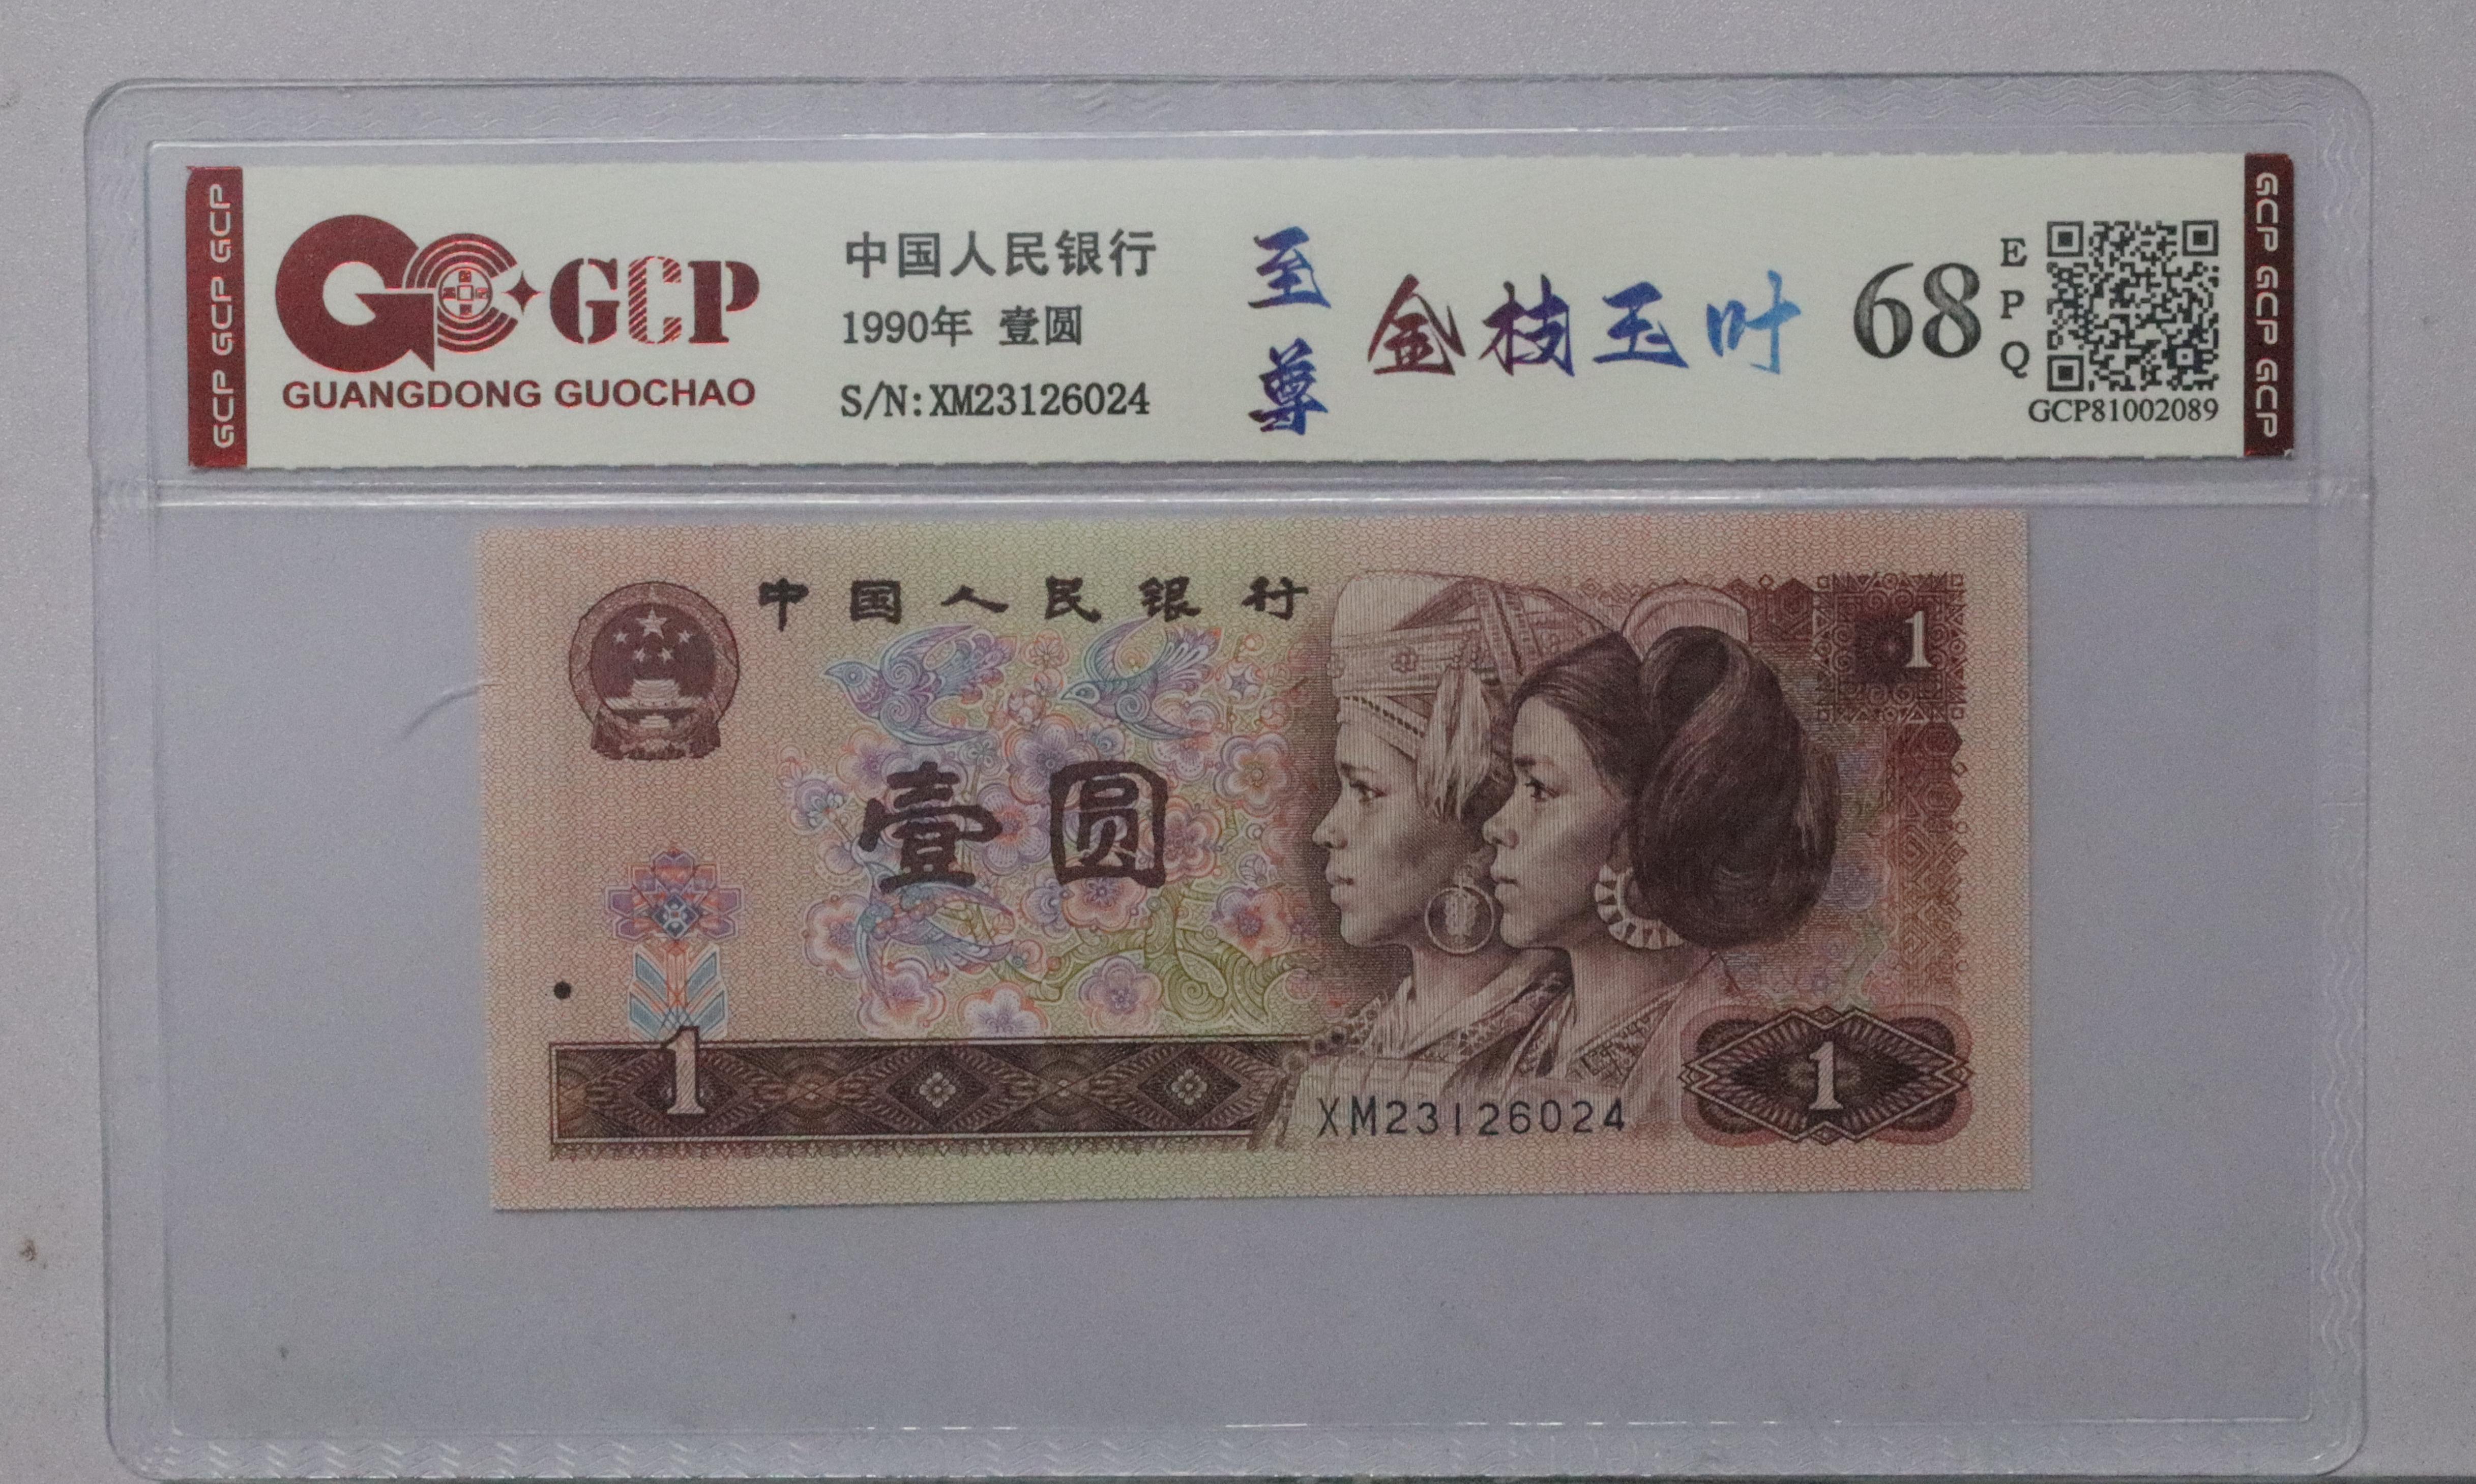 GCP GCP GCP
GCP
GUANGDONG GUOCHAO
中国人民银行
1990年 壹圆
S/N:XM23126024
至尊
金枝玉叶
68
EPQ
GCP81002089
GCP GCP GCP
中国人民银行
1
壹圆
1
XM23126024
1